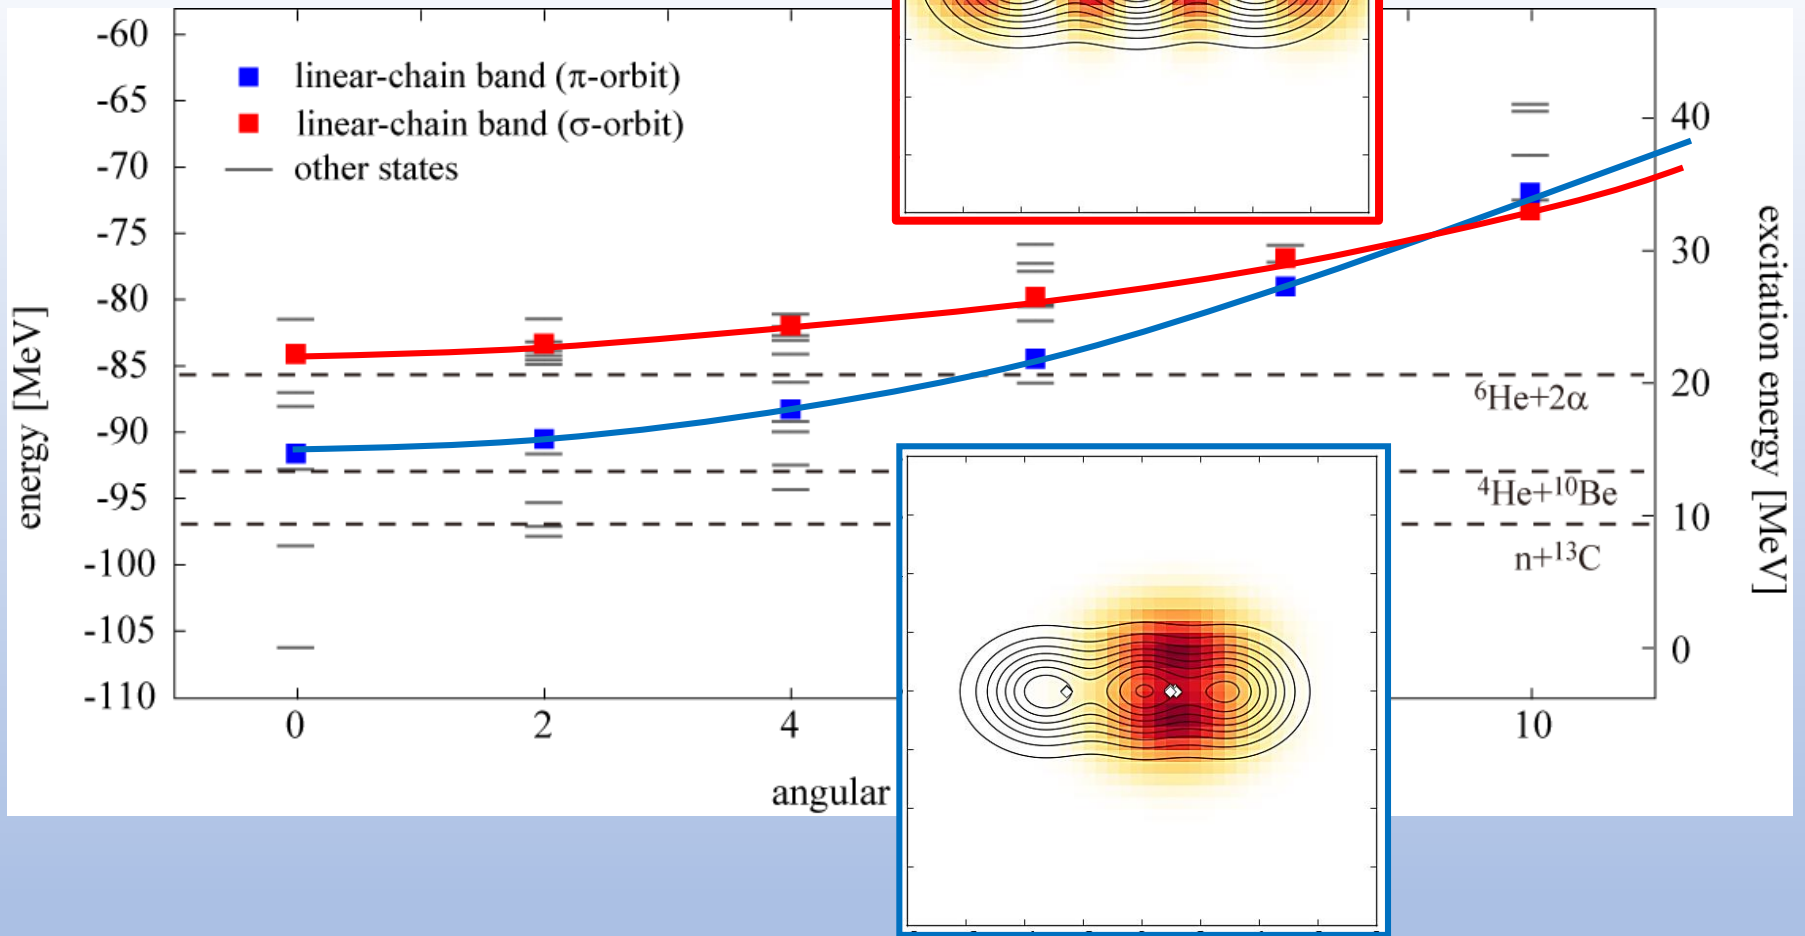 -60
-65
-70
-75
-80
-85
-90
-95
-100
-105
-110
energy [MeV]
linear-chain band (π-orbit)
linear-chain band (σ-orbit)
other states
⁶He+2α
⁴He+¹⁰Be
n+¹³C
40
30
20
10
0
excitation energy [MeV]
0
2
4
10
angular